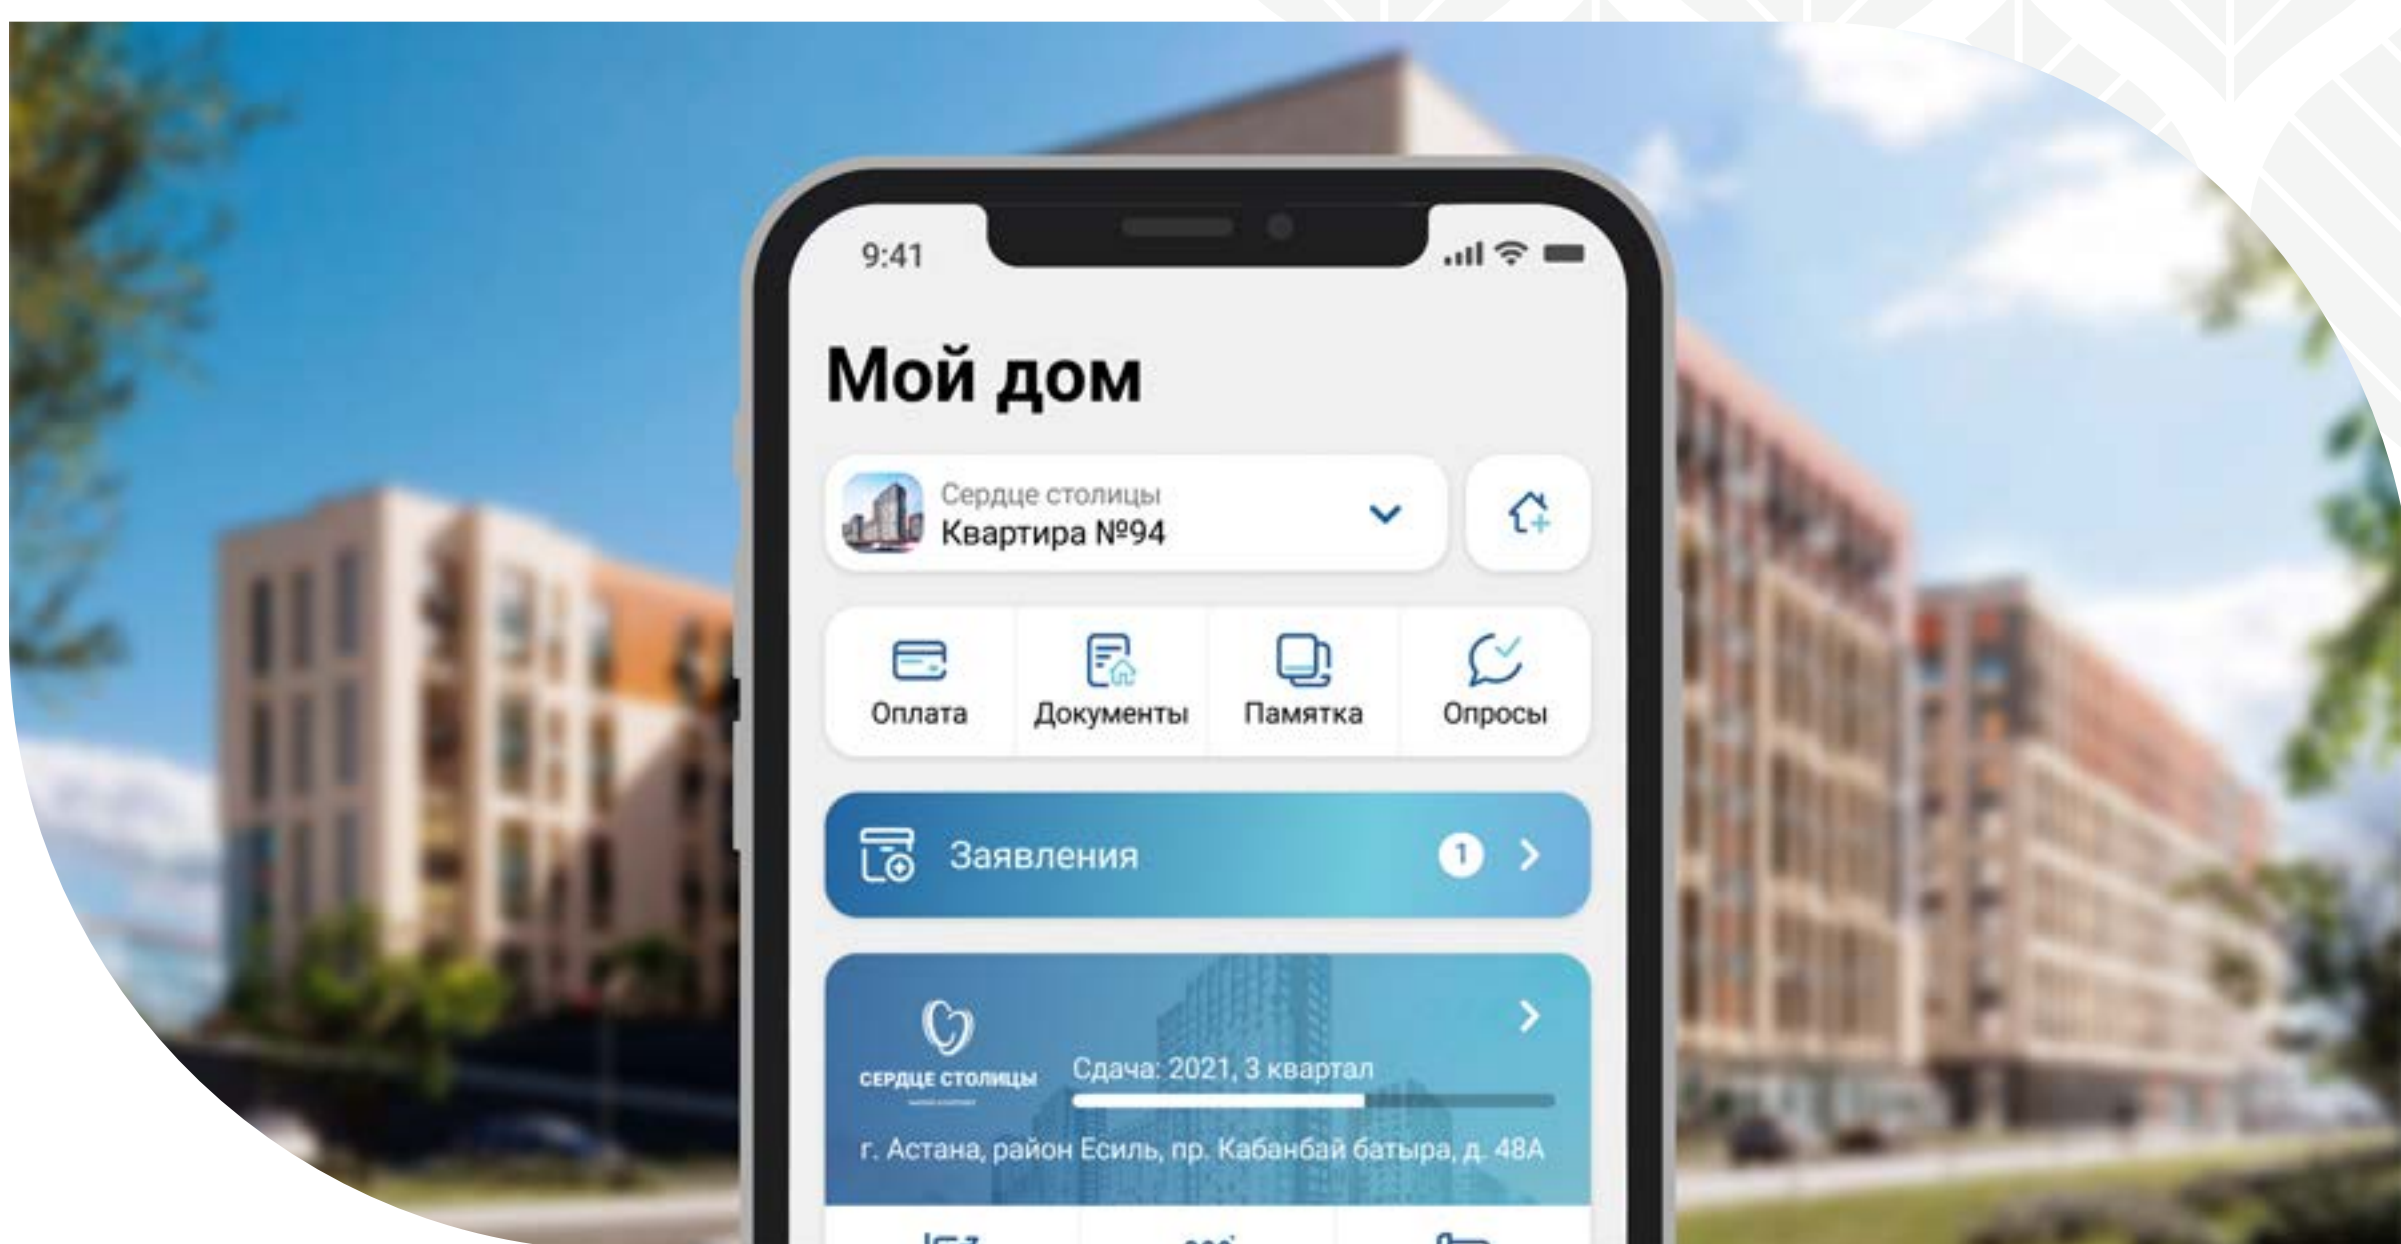 9:41
Мой дом
Сердце столицы
Квартира №94
Оплата
Документы
Памятка
Опросы
Заявления
1
СЕРДЦЕ СТОЛИЦЫ
Сдача: 2021, 3 квартал
г. Астана, район Есиль, пр. Кабанбай батыра, д. 48А